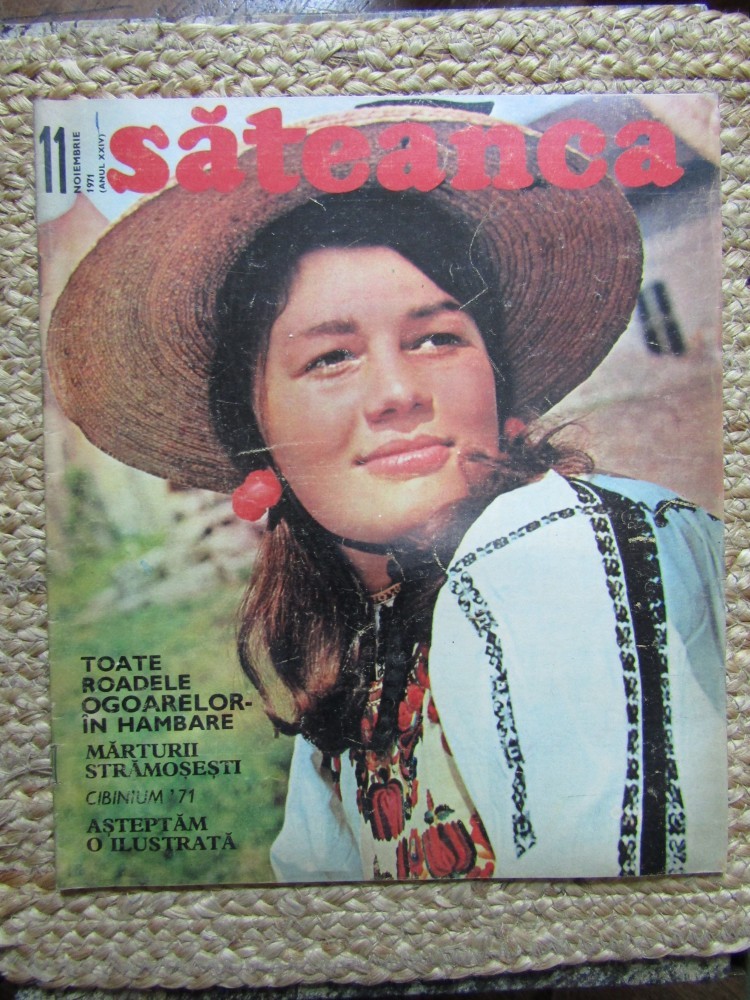 11
NOIEMBRIE
1971
(ANUL XXIV)
săteanca
TOATE
ROADELE
OGOARELOR-
ÎN HAMBARE
MĂRTURII
STRĂMOȘEȘTI
CIBINIUM '71
AȘTEPTĂM
O ILUSTRATĂ